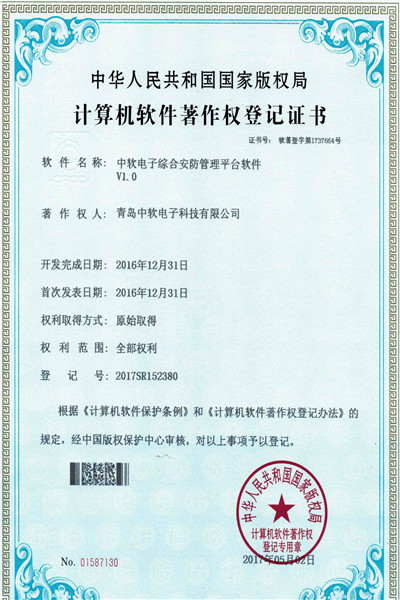 中华人民共和国国家版权局
计算机软件著作权登记证书
证书号： 软著登字第1737664号
软件名称： 中软电子综合安防管理平台软件
V1.0
著作权人： 青岛中软电子科技有限公司
开发完成日期： 2016年12月31日
首次发表日期： 2016年12月31日
权利取得方式： 原始取得
权利范围： 全部权利
登记号： 2017SR152380
根据《计算机软件保护条例》和《计算机软件著作权登记办法》的
规定，经中国版权保护中心审核，对以上事项予以登记。
中华人民共和国国家版权局
计算机软件著作权
登记专用章
No. 01587130
2017年05月02日